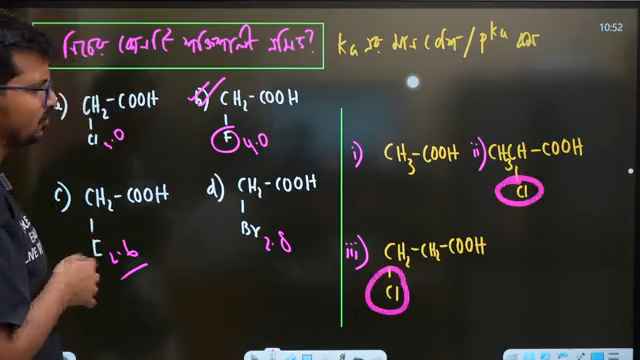 নিচের কোনটি শক্তিশালী এসিড? Ka এর মান বেশি / pKa কম
10:52
a) CH2-COOH
Cl 3.0
b) CH2-COOH
F 4.0
c) CH2-COOH
I 2.6
d) CH2-COOH
Br 2.8
i) CH3-COOH
ii) CH3CH-COOH
Cl
iii) CH2-CH2-COOH
Cl